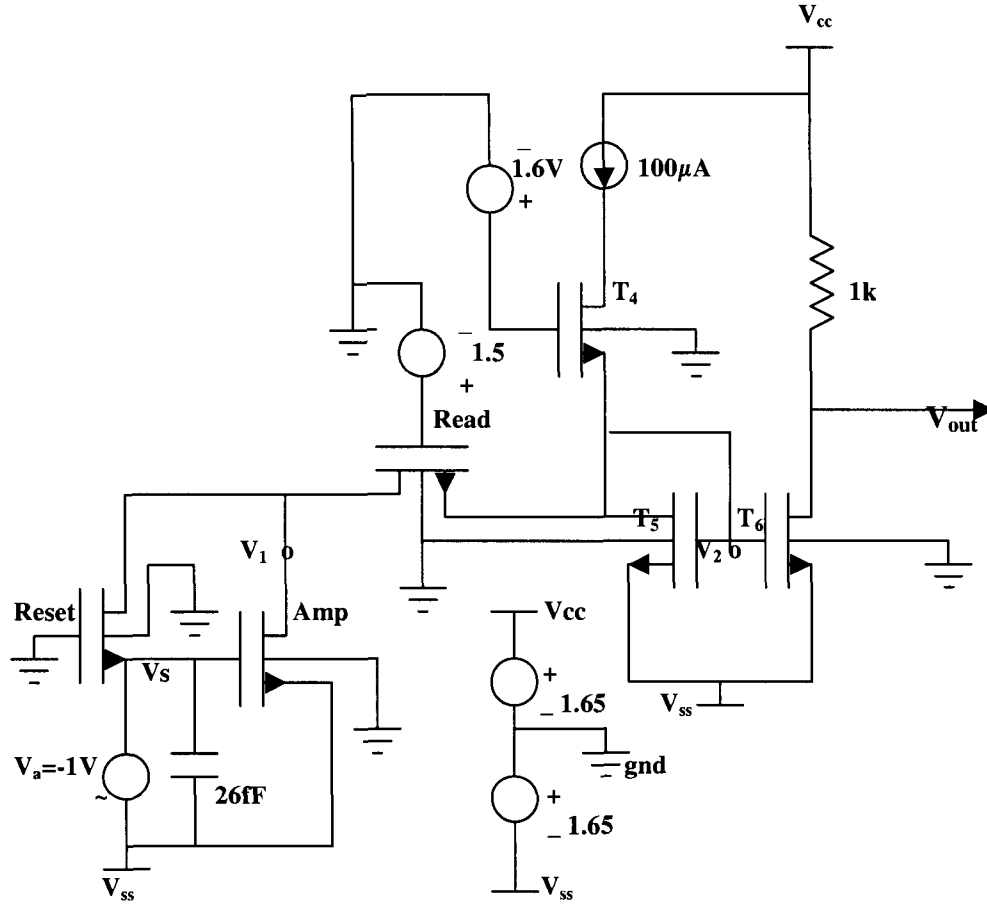 Vcc
1.6V
–
+
100μA
T4
1k
– 1.5
+
Read
Vout
T5
V2 o
T6
V1 o
Reset
Amp
Vs
Vcc
+
– 1.65
Vss
gnd
Va=-1V
~
26fF
+
– 1.65
Vss
Vss